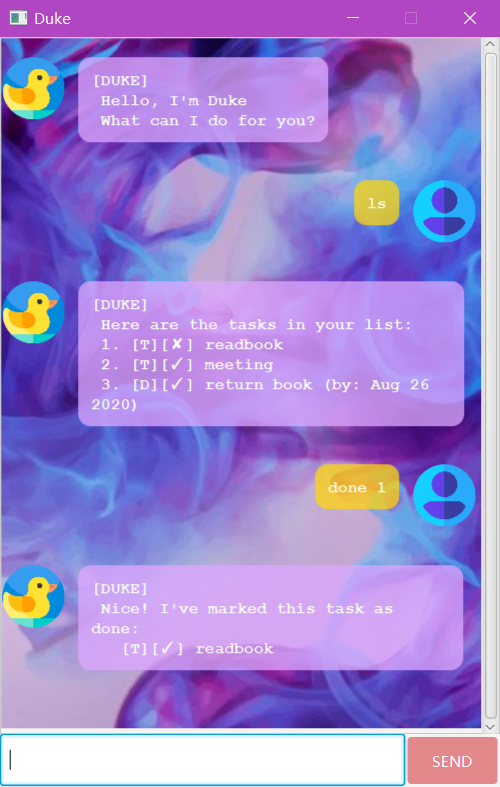 Duke
[DUKE]
Hello, I'm Duke
What can I do for you?
ls
[DUKE]
Here are the tasks in your list:
1. [T][✘] readbook
2. [T][✓] meeting
3. [D][✓] return book (by: Aug 26
2020)
done 1
[DUKE]
Nice! I've marked this task as
done:
[T][✓] readbook
SEND